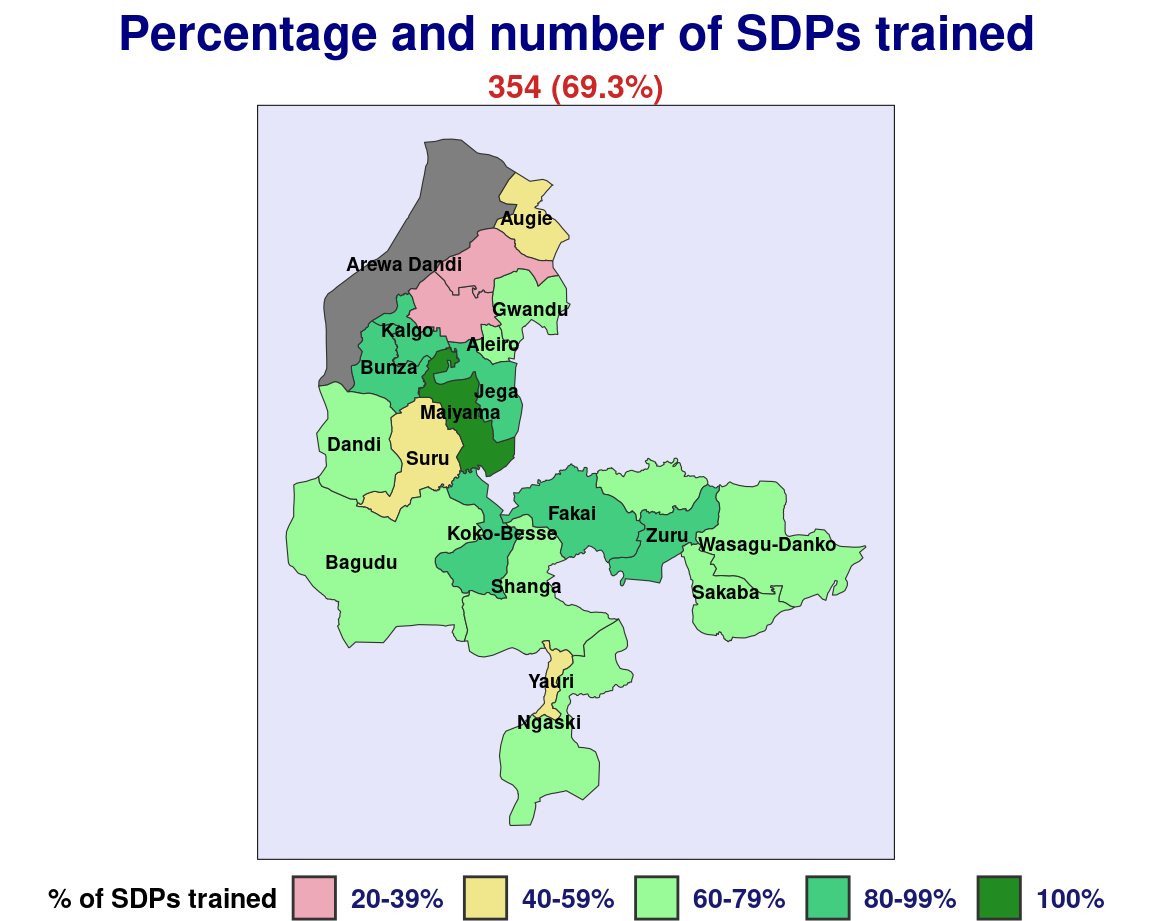 Percentage and number of SDPs trained
354 (69.3%)
Augie
Arewa Dandi
Gwandu
Kalgo
Aleiro
Bunza
Jega
Maiyama
Dandi
Suru
Fakai
Koko-Besse
Zuru
Wasagu-Danko
Bagudu
Shanga
Sakaba
Yauri
Ngaski
% of SDPs trained 20-39% 40-59% 60-79% 80-99% 100%